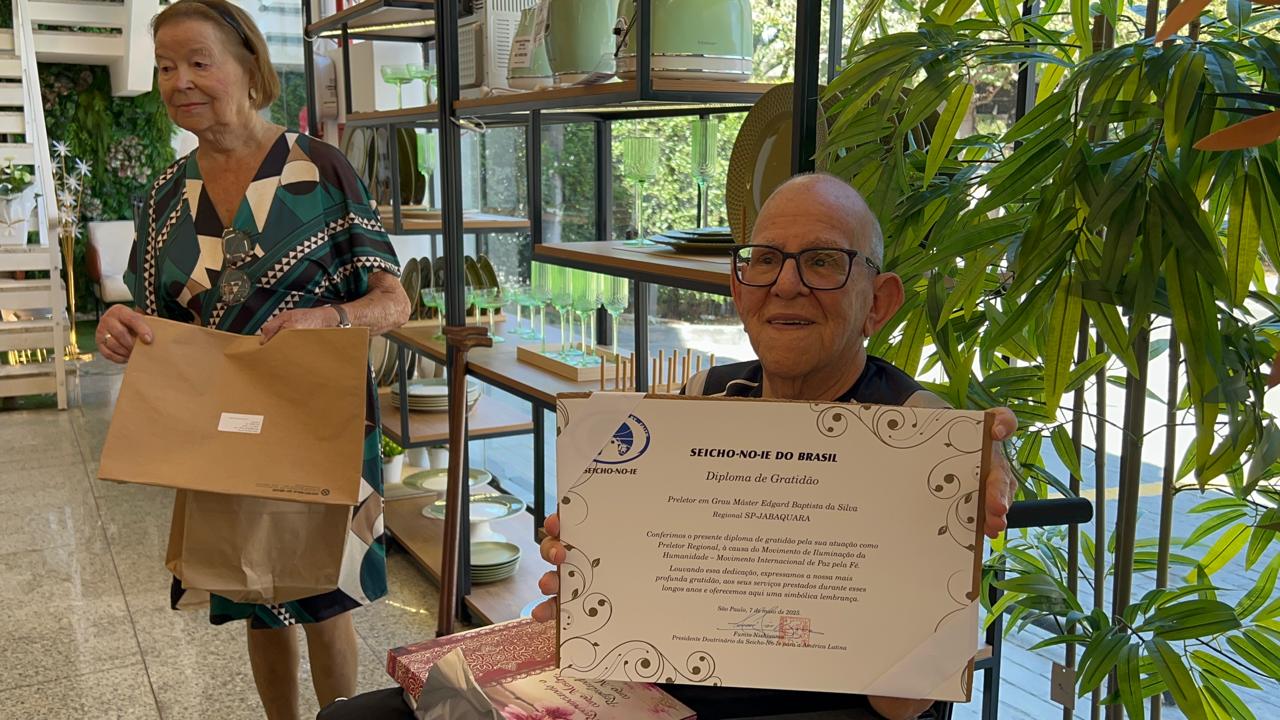 SEICHO-NO-IE
SEICHO-NO-IE DO BRASIL
Diploma de Gratidão
Preletor em Grau Máster Edgard Baptista da Silva
Regional SP-JABAQUARA
Conferimos o presente diploma de gratidão pela sua atuação como
Preletor Regional, à causa do Movimento de Iluminação da
Humanidade – Movimento Internacional de Paz pela Fé.
Louvando essa dedicação, expressamos a nossa mais
profunda gratidão, aos seus serviços prestados durante esses
longos anos e oferecemos aqui uma simbólica lembrança.
São Paulo, 7 de maio de 2025.
Presidente Doutrinário da Seicho-No-Ie para a América Latina